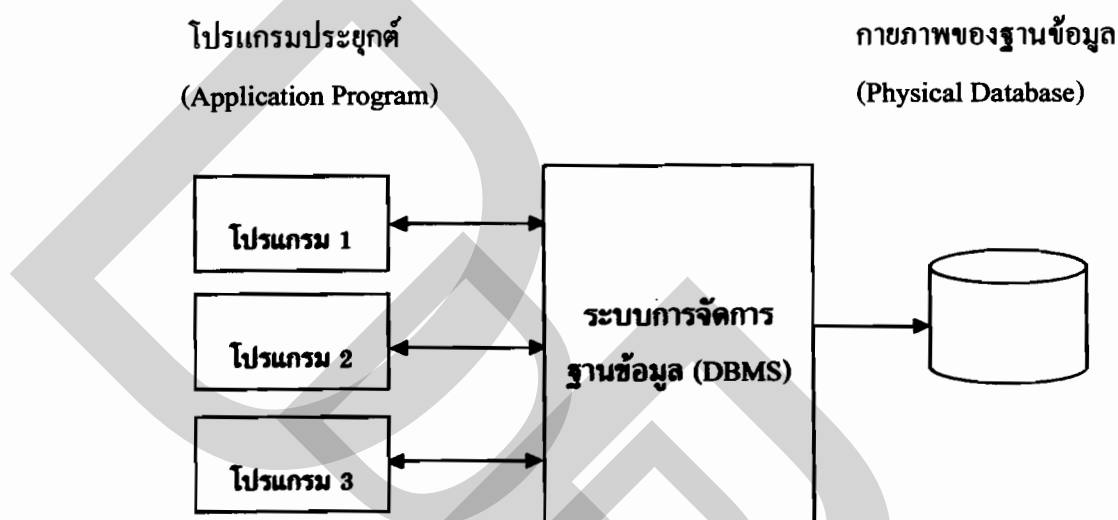 โปรแกรมประยุกต์
(Application Program)
กายภาพของฐานข้อมูล
(Physical Database)
โปรแกรม 1
โปรแกรม 2
โปรแกรม 3
ระบบการจัดการ
ฐานข้อมูล (DBMS)